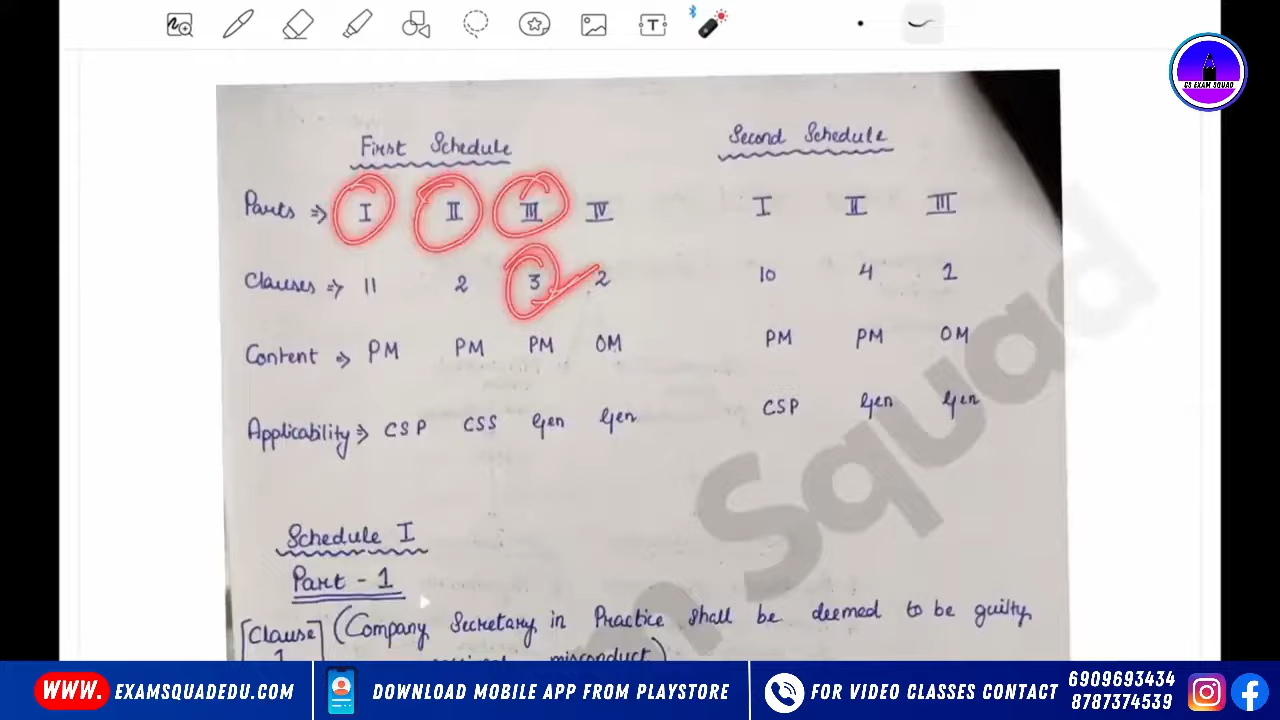 CS EXAM SQUAD
First Schedule
Second Schedule
Parts ⇒ I II III IV I II III
Clauses ⇒ 11 2 3 2 10 4 1
Content ⇒ PM PM PM OM PM PM OM
Applicability ⇒ CSP CSS Gen Gen CSP Gen Gen
Schedule I
Part - 1
[Clause 1] (Company Secretary in Practice shall be deemed to be guilty
misconduct)
Squad
WWW. EXAMSQUADEDU.COM
DOWNLOAD MOBILE APP FROM PLAYSTORE
FOR VIDEO CLASSES CONTACT
6909693434
8787374539